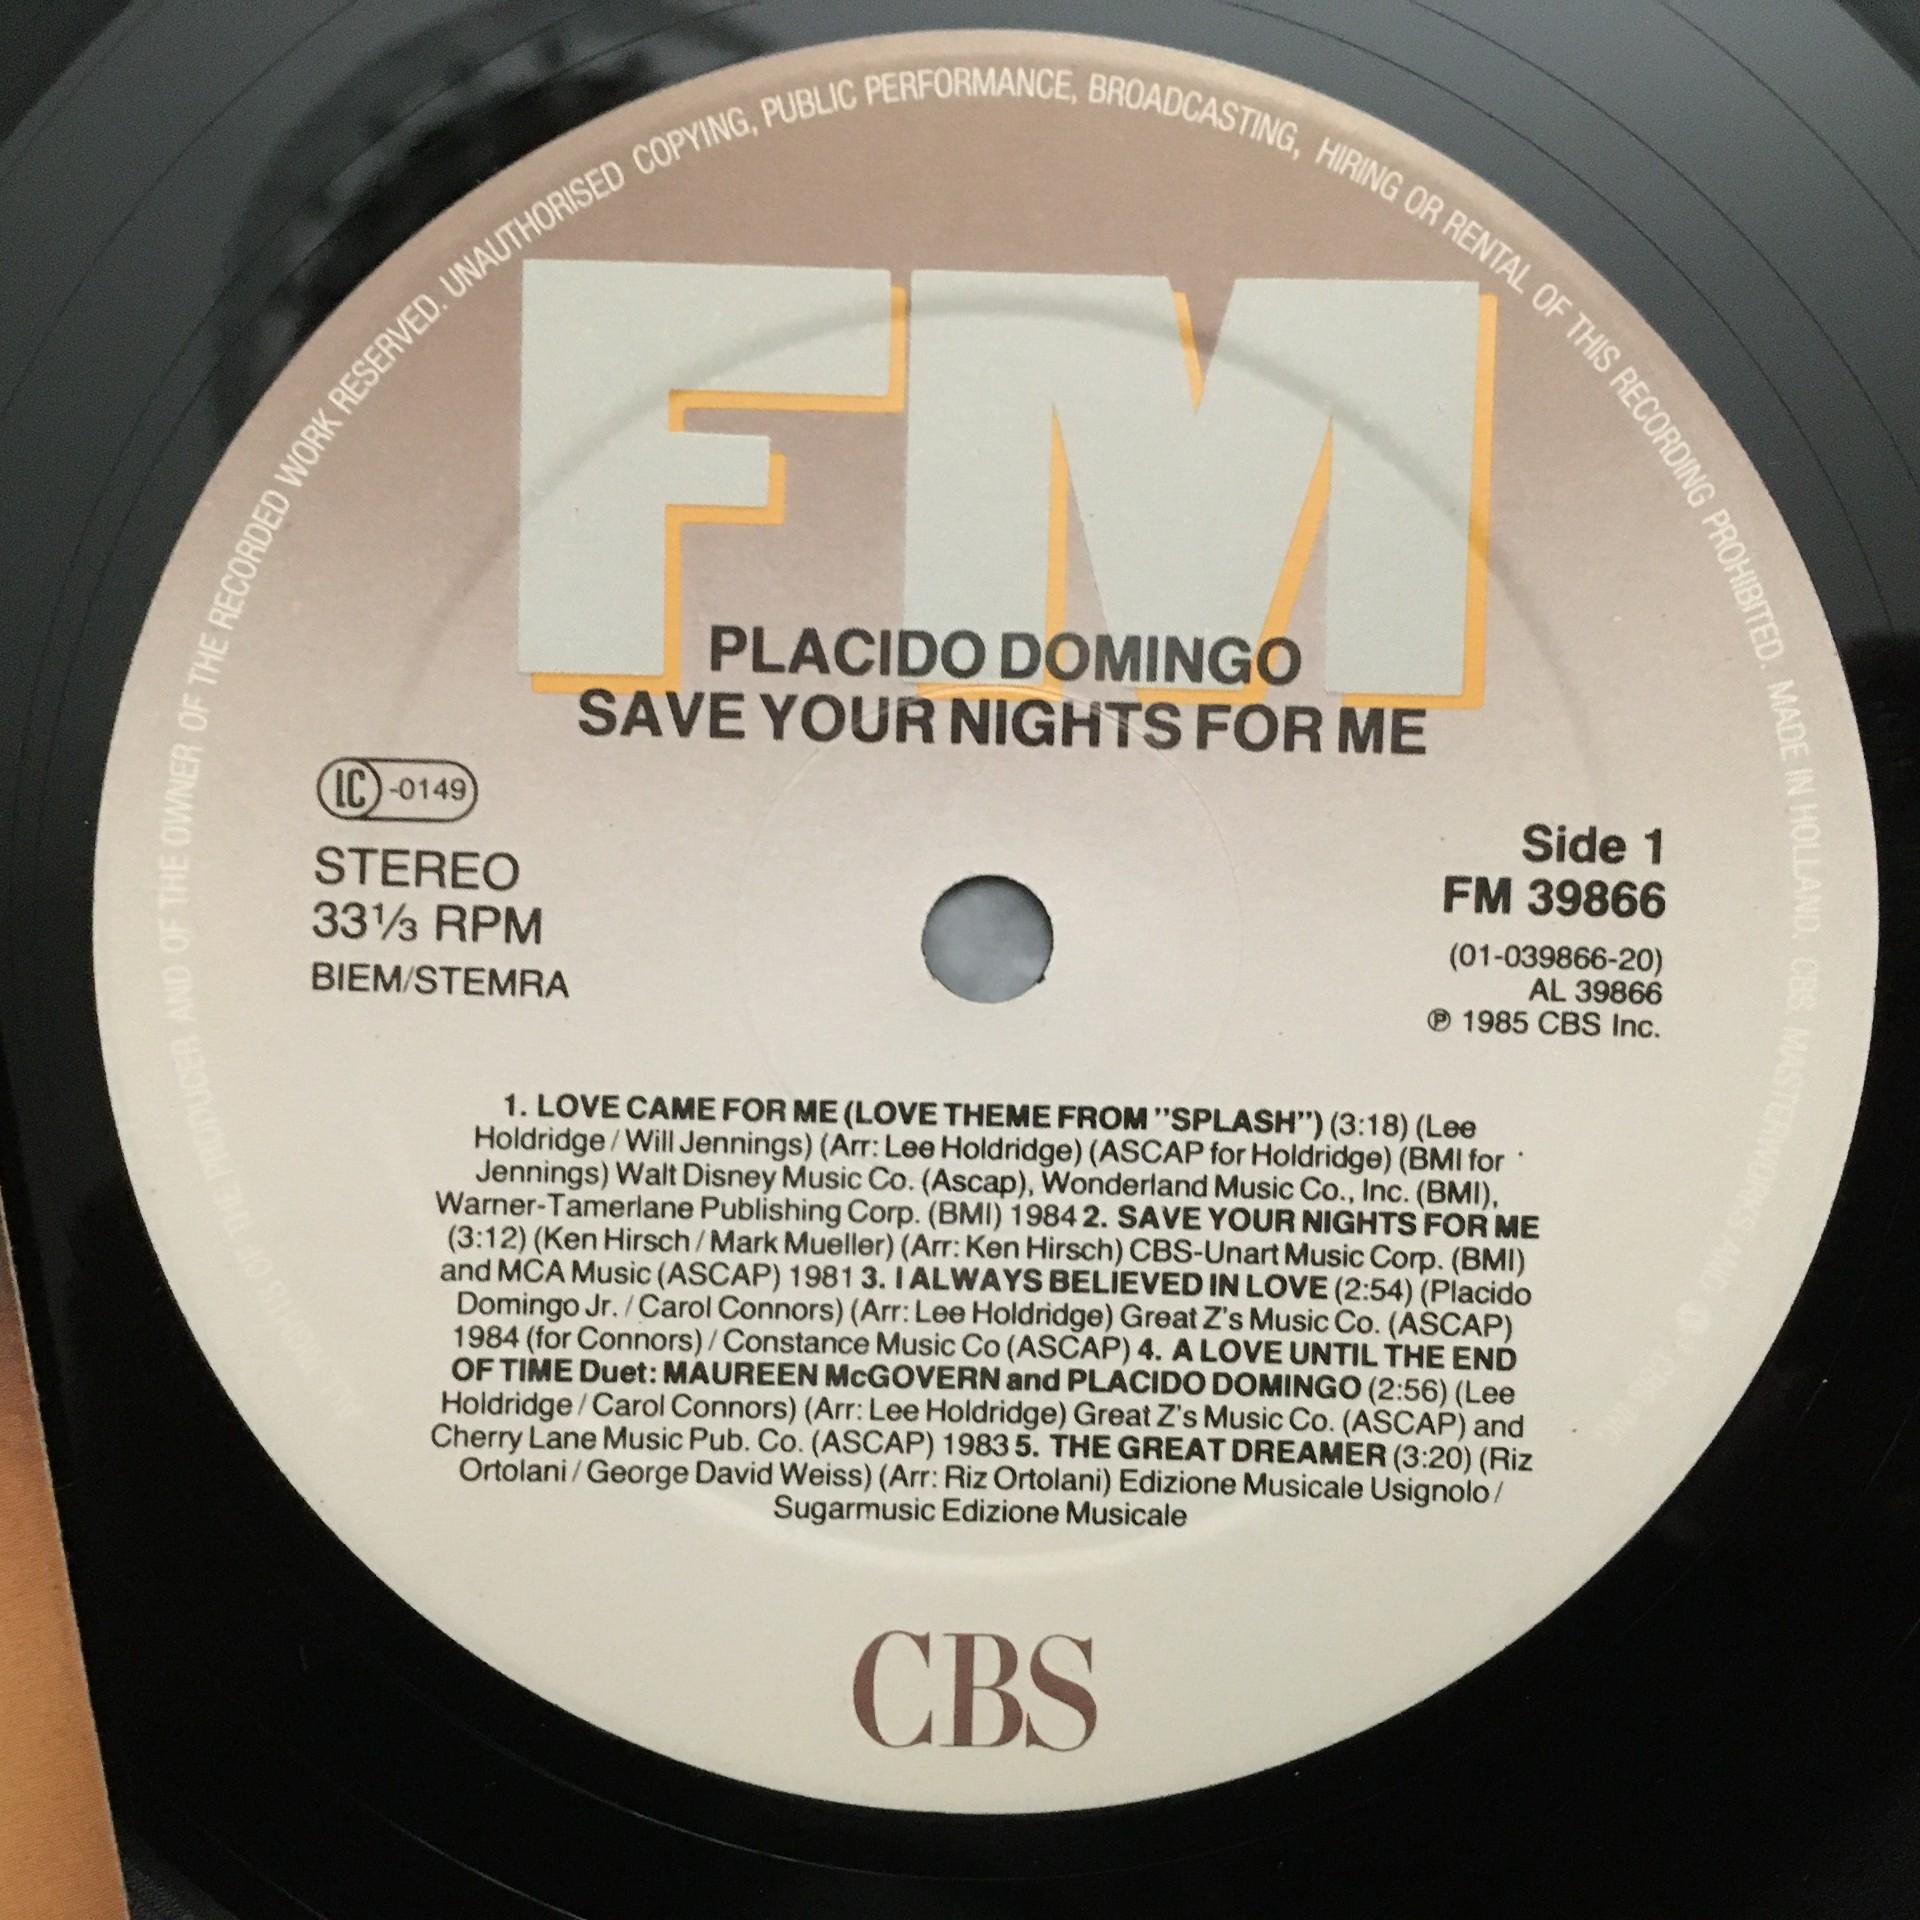 ALL RIGHTS OF THE PRODUCER AND OF THE OWNER OF THE RECORDED WORK RESERVED. UNAUTHORISED COPYING, PUBLIC PERFORMANCE, BROADCASTING, HIRING OR RENTAL OF THIS RECORDING PROHIBITED. MADE IN HOLLAND. CBS MASTERWORKS AND
FM
PLACIDO DOMINGO
SAVE YOUR NIGHTS FOR ME
LC -0149
STEREO
33⅓ RPM
BIEM/STEMRA
Side 1
FM 39866
(01-039866-20)
AL 39866
℗ 1985 CBS Inc.
1. LOVE CAME FOR ME (LOVE THEME FROM "SPLASH") (3:18) (Lee
Holdridge / Will Jennings) (Arr: Lee Holdridge) (ASCAP for Holdridge) (BMI for
Jennings) Walt Disney Music Co. (Ascap), Wonderland Music Co., Inc. (BMI),
Warner-Tamerlane Publishing Corp. (BMI) 1984 2. SAVE YOUR NIGHTS FOR ME
(3:12) (Ken Hirsch / Mark Mueller) (Arr: Ken Hirsch) CBS-Unart Music Corp. (BMI)
and MCA Music (ASCAP) 1981 3. I ALWAYS BELIEVED IN LOVE (2:54) (Placido
Domingo Jr. / Carol Connors) (Arr: Lee Holdridge) Great Z's Music Co. (ASCAP)
1984 (for Connors) / Constance Music Co (ASCAP) 4. A LOVE UNTIL THE END
OF TIME Duet: MAUREEN McGOVERN and PLACIDO DOMINGO (2:56) (Lee
Holdridge / Carol Connors) (Arr: Lee Holdridge) Great Z's Music Co. (ASCAP) and
Cherry Lane Music Pub. Co. (ASCAP) 1983 5. THE GREAT DREAMER (3:20) (Riz
Ortolani / George David Weiss) (Arr: Riz Ortolani) Edizione Musicale Usignolo /
Sugarmusic Edizione Musicale
CBS